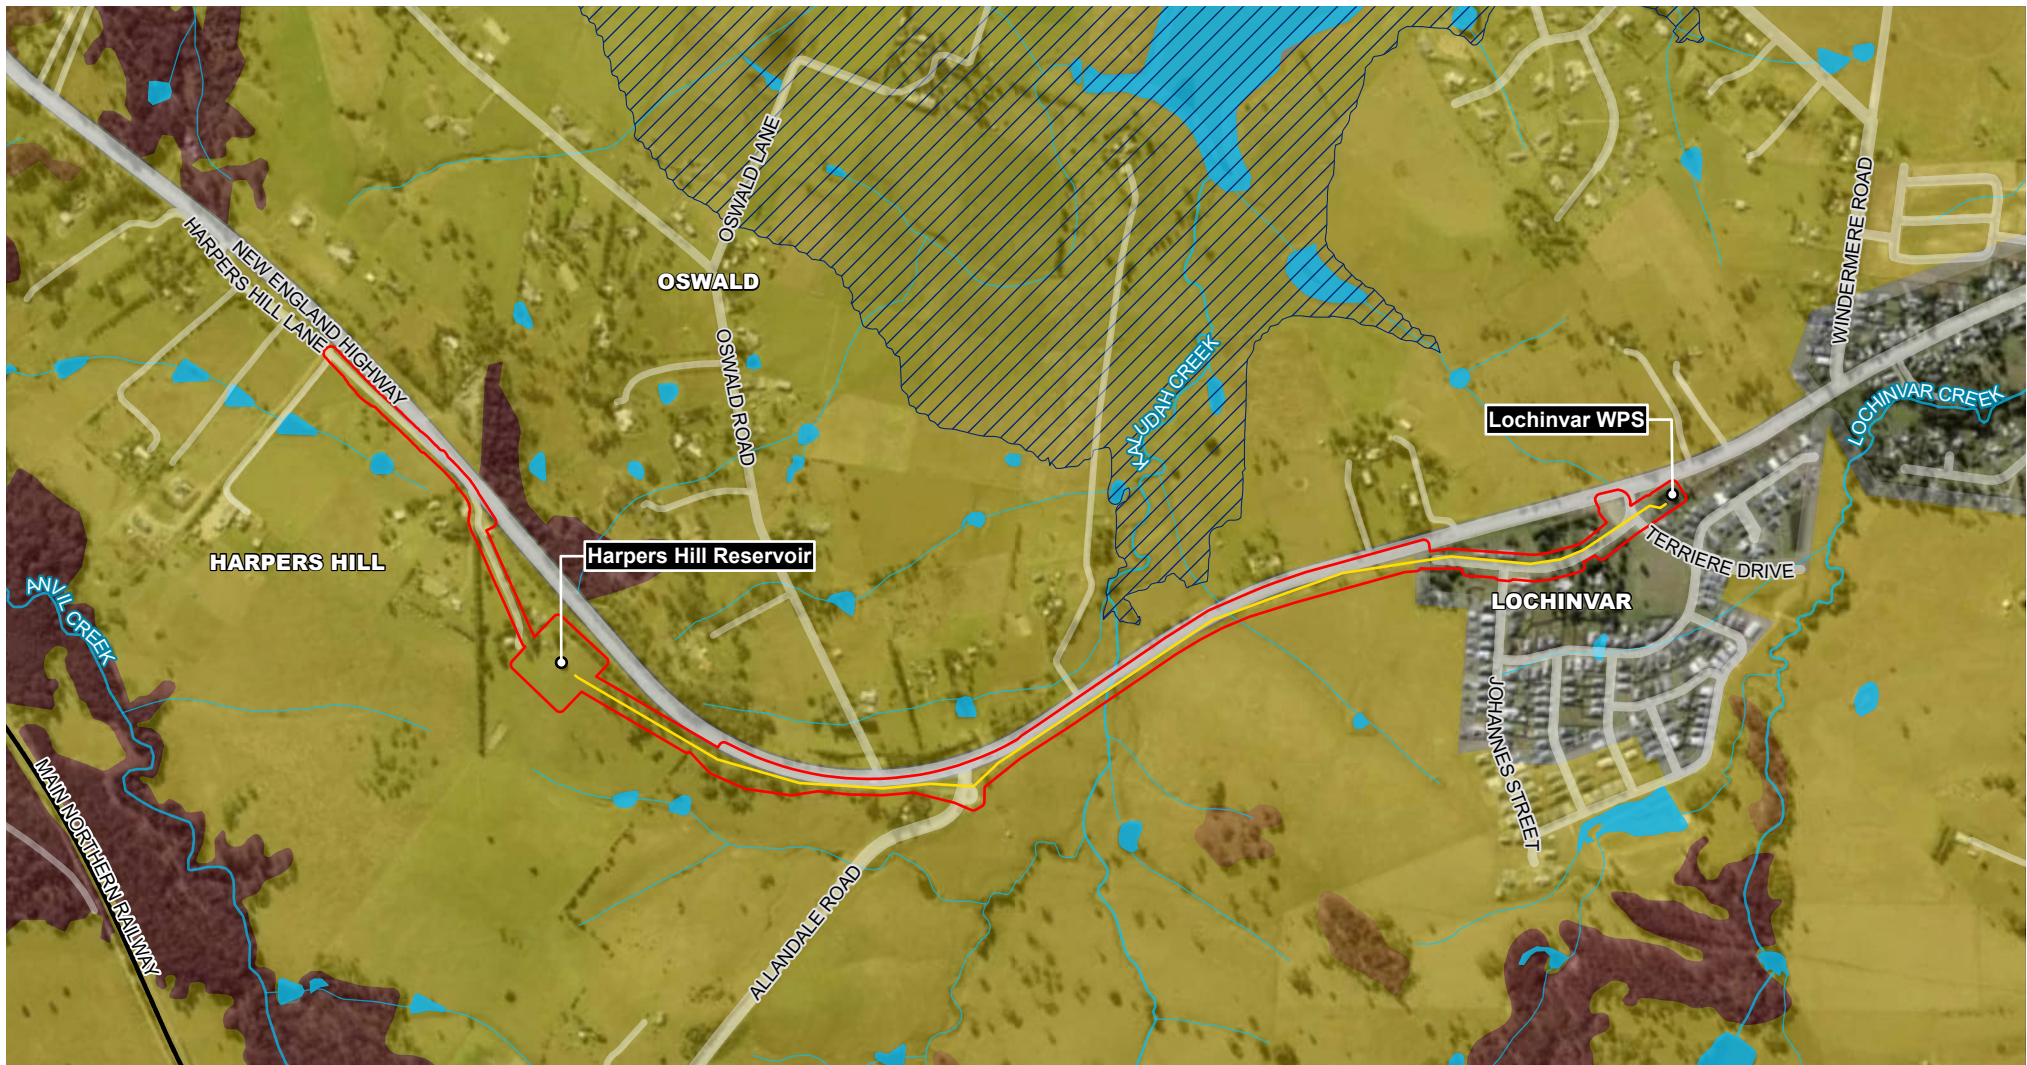 OSWALD LANE
WINDERMERE ROAD
HARPERS HILL LANE
NEW ENGLAND HIGHWAY
OSWALD
OSWALD ROAD
KALUDAH CREEK
LOCHINVAR CREEK
Lochinvar WPS
TERRIERE DRIVE
HARPERS HILL
Harpers Hill Reservoir
LOCHINVAR
ANVIL CREEK
JOHANNES STREET
MAIN NORTHERN RAILWAY
ALLANDALE ROAD